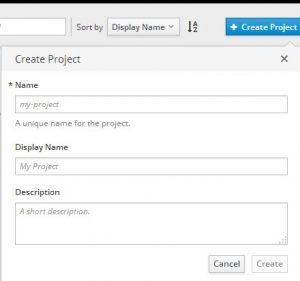 Sort by Display Name + Create Project
Create Project
* Name
my-project
A unique name for the project.
Display Name
My Project
Description
A short description.
Cancel Create